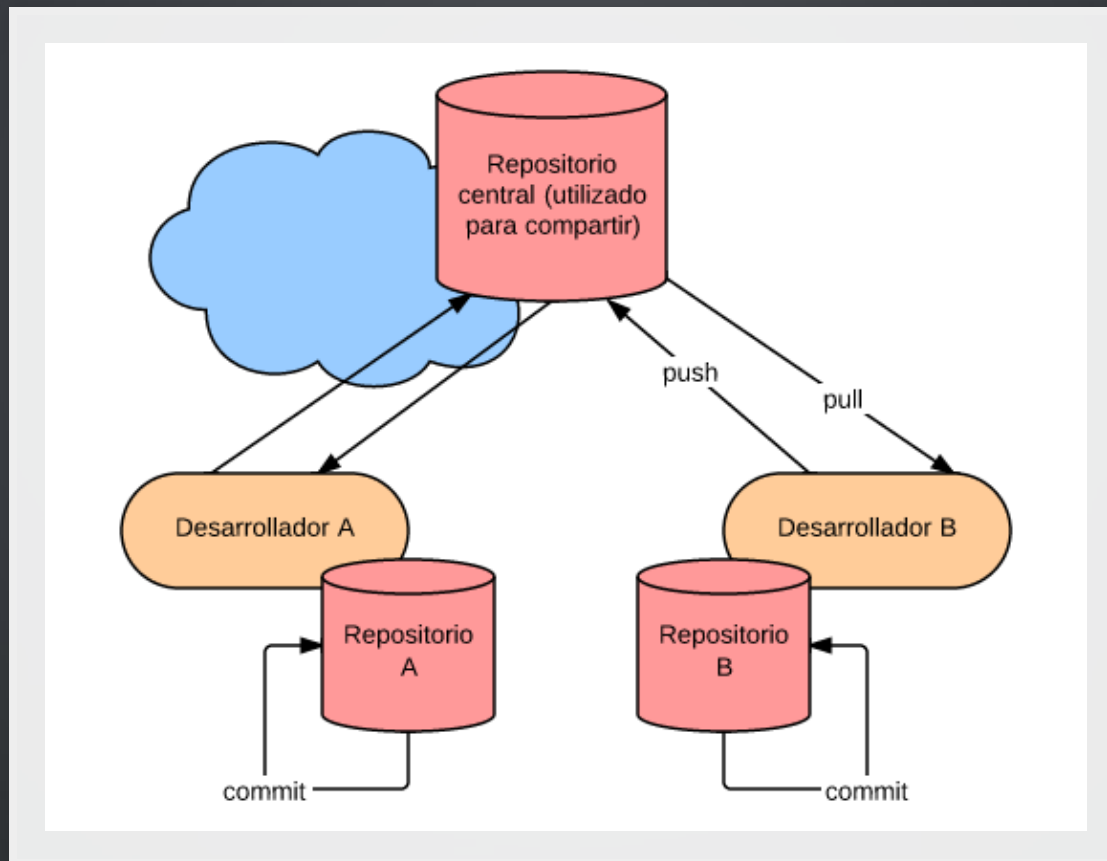 Repositorio
central (utilizado
para compartir)
push
pull
Desarrollador A
Desarrollador B
Repositorio
A
Repositorio
B
commit
commit